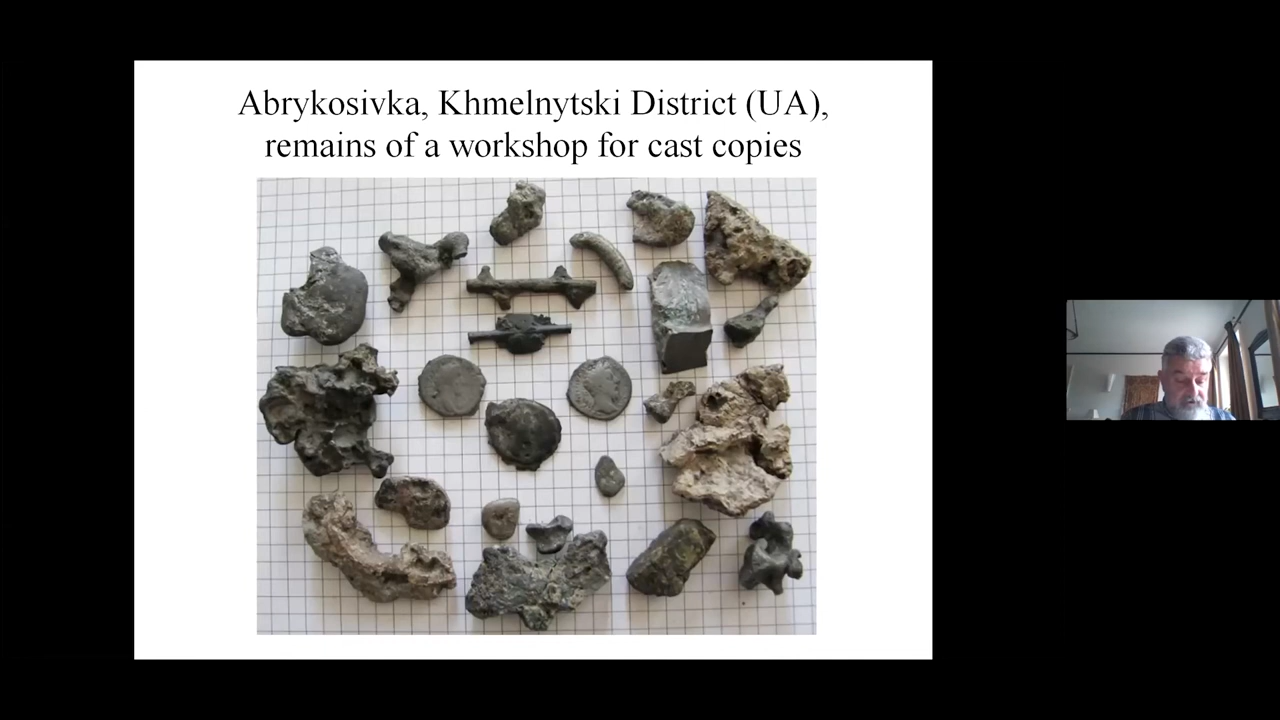 Abrykosivka, Khmelnytski District (UA),
remains of a workshop for cast copies